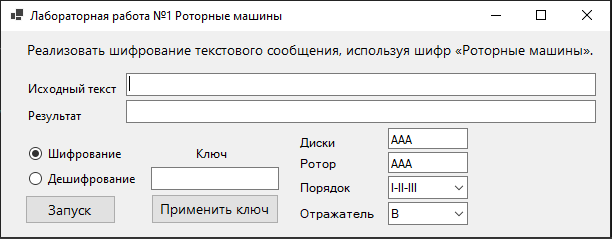 Лабораторная работа №1 Роторные машины
Реализовать шифрование текстового сообщения, используя шифр «Роторные машины».
Исходный текст
Результат
Шифрование
Дешифрование
Запуск
Ключ
Применить ключ
Диски AAA
Ротор AAA
Порядок I-II-III
Отражатель B